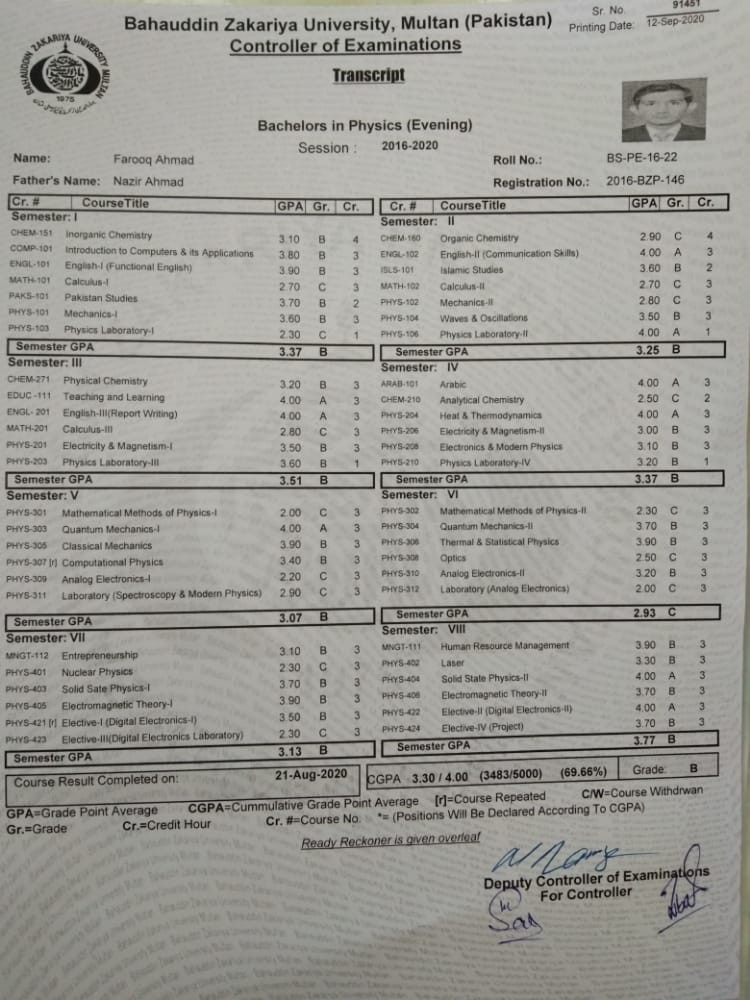 Sr. No. 91451
Bahauddin Zakariya University, Multan (Pakistan)
Printing Date: 12-Sep-2020
Controller of Examinations
BAHAUDDIN ZAKARIYA UNIVERSITY MULTAN
1975
Transcript
Bachelors in Physics (Evening)
Session : 2016-2020
Name: Farooq Ahmad
Roll No.: BS-PE-16-22
Father's Name: Nazir Ahmad
Registration No.: 2016-BZP-146
Cr. # CourseTitle GPA Gr. Cr.
Semester: I
CHEM-151 Inorganic Chemistry 3.10 B 4
COMP-101 Introduction to Computers & its Applications 3.80 B 3
ENGL-101 English-I (Functional English) 3.90 B 3
MATH-101 Calculus-I 2.70 C 3
PAKS-101 Pakistan Studies 3.70 B 2
PHYS-101 Mechanics-I 3.60 B 3
PHYS-103 Physics Laboratory-I 2.30 C 1
Semester GPA 3.37 B
Cr. # CourseTitle GPA Gr. Cr.
Semester: II
CHEM-160 Organic Chemistry 2.90 C 4
ENGL-102 English-II (Communication Skills) 4.00 A 3
ISLS-101 Islamic Studies 3.60 B 2
MATH-102 Calculus-II 2.70 C 3
PHYS-102 Mechanics-II 2.80 C 3
PHYS-104 Waves & Oscillations 3.50 B 3
PHYS-106 Physics Laboratory-II 4.00 A 1
Semester GPA 3.25 B
Semester: III
CHEM-271 Physical Chemistry 3.20 B 3
EDUC -111 Teaching and Learning 4.00 A 3
ENGL- 201 English-III(Report Writing) 4.00 A 3
MATH-201 Calculus-III 2.80 C 3
PHYS-201 Electricity & Magnetism-I 3.50 B 3
PHYS-203 Physics Laboratory-III 3.60 B 1
Semester GPA 3.51 B
Semester: IV
ARAB-101 Arabic 4.00 A 3
CHEM-210 Analytical Chemistry 2.50 C 2
PHYS-204 Heat & Thermodynamics 4.00 A 3
PHYS-206 Electricity & Magnetism-II 3.00 B 3
PHYS-208 Electronics & Modern Physics 3.10 B 3
PHYS-210 Physics Laboratory-IV 3.20 B 1
Semester GPA 3.37 B
Semester: V
PHYS-301 Mathematical Methods of Physics-I 2.00 C 3
PHYS-303 Quantum Mechanics-I 4.00 A 3
PHYS-305 Classical Mechanics 3.90 B 3
PHYS-307 [r] Computational Physics 3.40 B 3
PHYS-309 Analog Electronics-I 2.20 C 3
PHYS-311 Laboratory (Spectroscopy & Modern Physics) 2.90 C 3
Semester GPA 3.07 B
Semester: VI
PHYS-302 Mathematical Methods of Physics-II 2.30 C 3
PHYS-304 Quantum Mechanics-II 3.70 B 3
PHYS-306 Thermal & Statistical Physics 3.90 B 3
PHYS-308 Optics 2.50 C 3
PHYS-310 Analog Electronics-II 3.20 B 3
PHYS-312 Laboratory (Analog Electronics) 2.00 C 3
Semester GPA 2.93 C
Semester: VII
MNGT-112 Entrepreneurship 3.10 B 3
PHYS-401 Nuclear Physics 2.30 C 3
PHYS-403 Solid Sate Physics-I 3.70 B 3
PHYS-405 Electromagnetic Theory-I 3.90 B 3
PHYS-421 [r] Elective-I (Digital Electronics-I) 3.50 B 3
PHYS-423 Elective-III(Digital Electronics Laboratory) 2.30 C 3
Semester GPA 3.13 B
Semester: VIII
MNGT-111 Human Resource Management 3.90 B 3
PHYS-402 Laser 3.30 B 3
PHYS-404 Solid State Physics-II 4.00 A 3
PHYS-406 Electromagnetic Theory-II 3.70 B 3
PHYS-422 Elective-II (Digital Electronics-II) 4.00 A 3
PHYS-424 Elective-IV (Project) 3.70 B 3
Semester GPA 3.77 B
Course Result Completed on: 21-Aug-2020
CGPA 3.30 / 4.00 (3483/5000) (69.66%) Grade: B
GPA=Grade Point Average CGPA=Cummulative Grade Point Average [r]=Course Repeated C/W=Course Withdrwan
Gr.=Grade Cr.=Credit Hour Cr. #=Course No. *= (Positions Will Be Declared According To CGPA)
Ready Reckoner is given overleaf
Deputy Controller of Examinations
For Controller